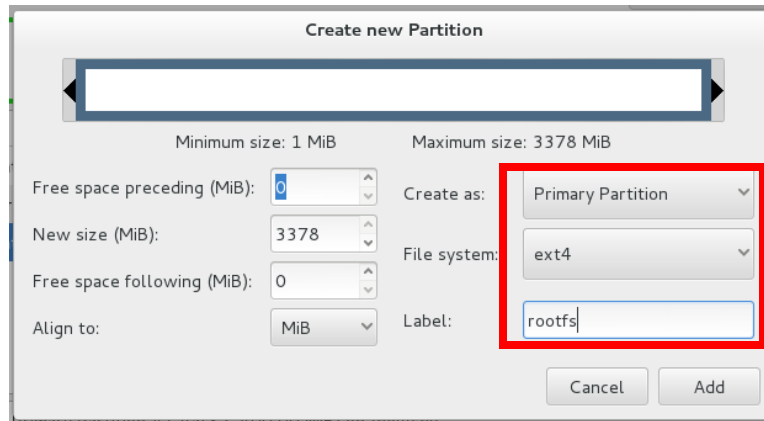 Create new Partition
Minimum size: 1 MiB Maximum size: 3378 MiB
Free space preceding (MiB): 0
Create as: Primary Partition
New size (MiB): 3378
File system: ext4
Free space following (MiB): 0
Label: rootfs
Align to: MiB
Cancel Add